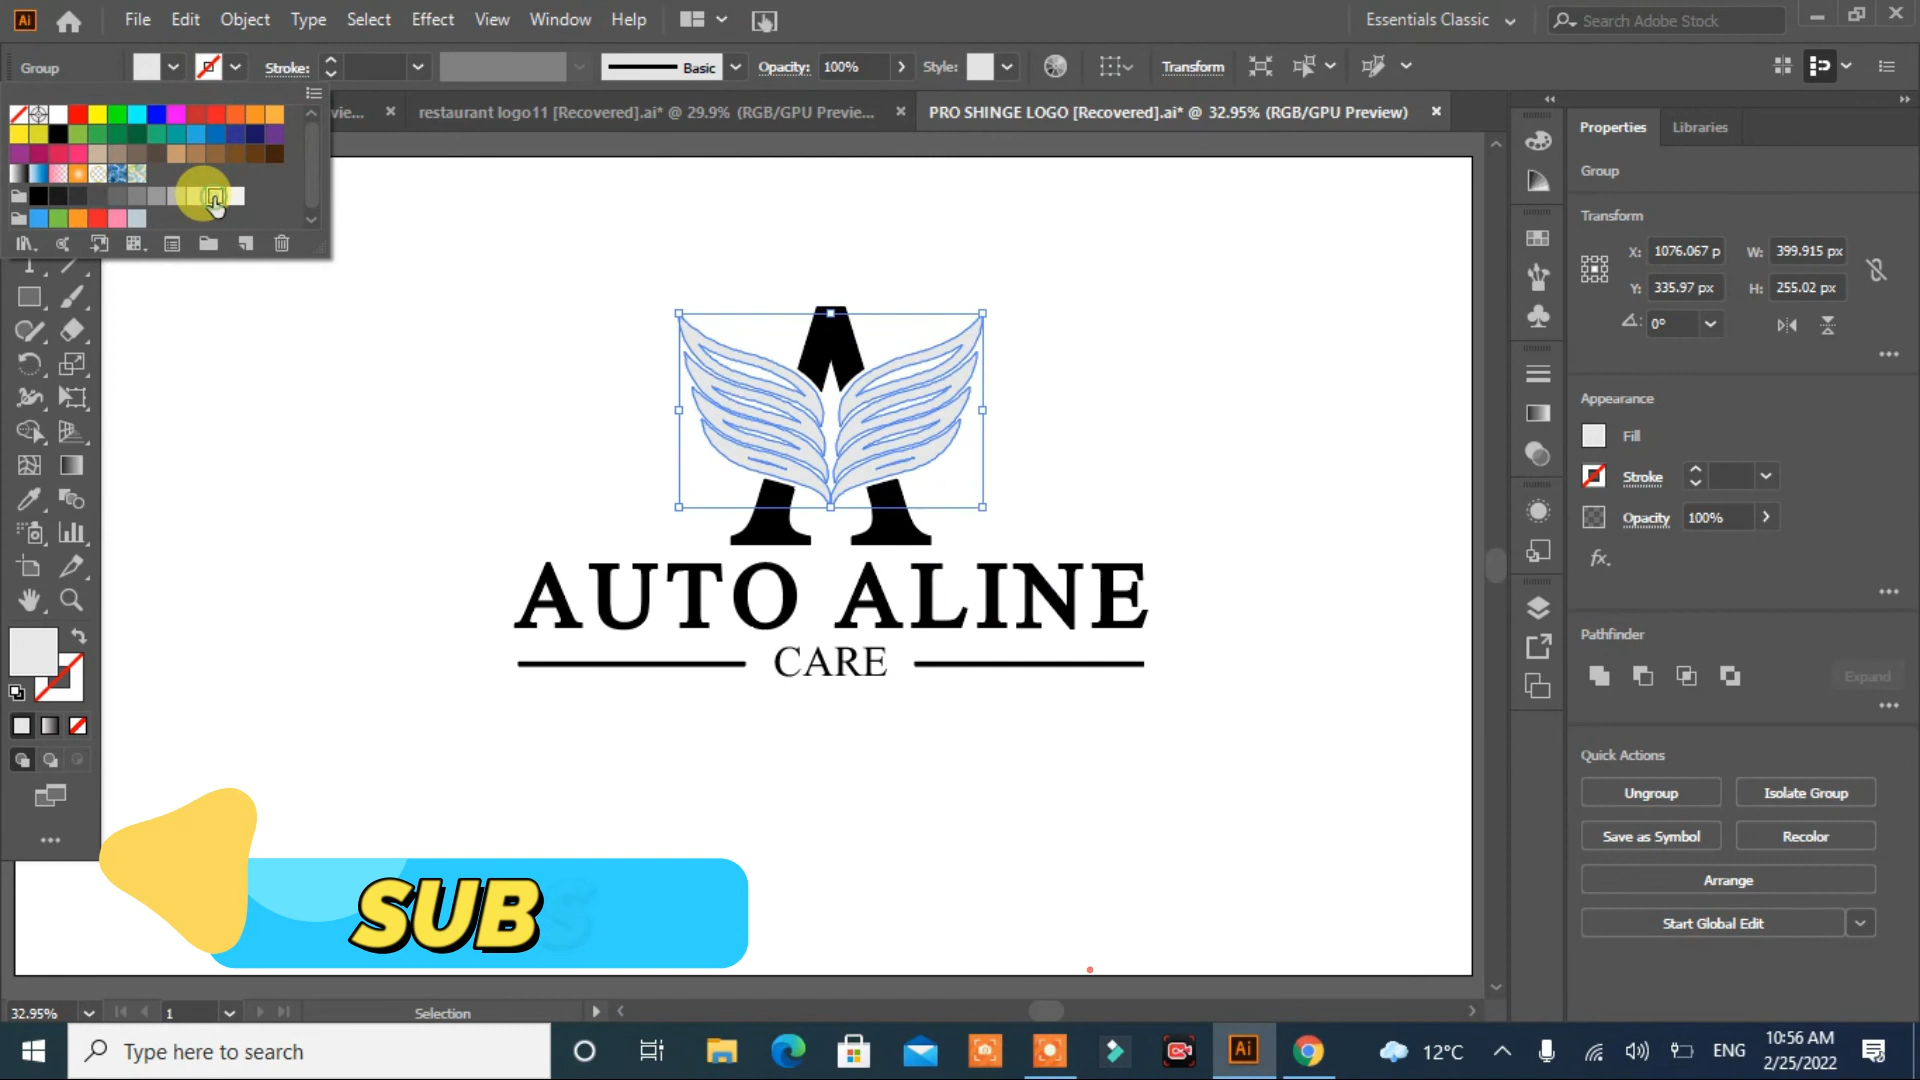 Ai File Edit Object Type Select Effect View Window Help Essentials Classic Search Adobe Stock
Group Stroke: Basic Opacity: 100% Style: Transform
restaurant logo11 [Recovered].ai* @ 29.9% (RGB/GPU Previe... PRO SHINGE LOGO [Recovered].ai* @ 32.95% (RGB/GPU Preview)
Properties Libraries
Group
Transform
X: 1076.067 p W: 399.915 px
Y: 335.97 px H: 255.02 px
0°
Appearance
Fill
Stroke
Opacity 100%
fx.
Pathfinder
Expand
Quick Actions
Ungroup Isolate Group
Save as Symbol Recolor
Arrange
Start Global Edit
A
AUTO ALINE
CARE
SUBS
32.95% 1 Selection
Type here to search Ai 12°C ENG 10:56 AM
2/25/2022